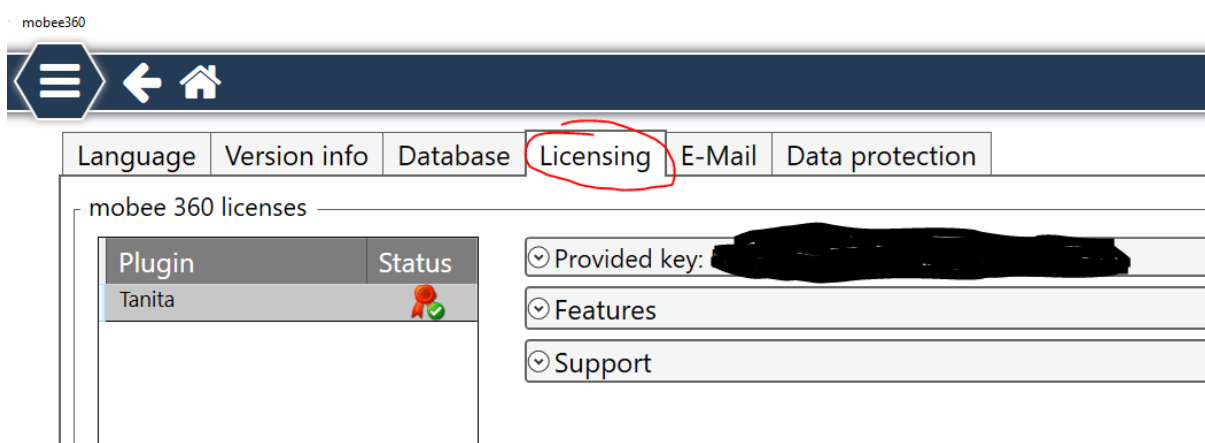 mobee360
Language Version info Database Licensing E-Mail Data protection
mobee 360 licenses
Plugin Status
Tanita
Provided key:
Features
Support